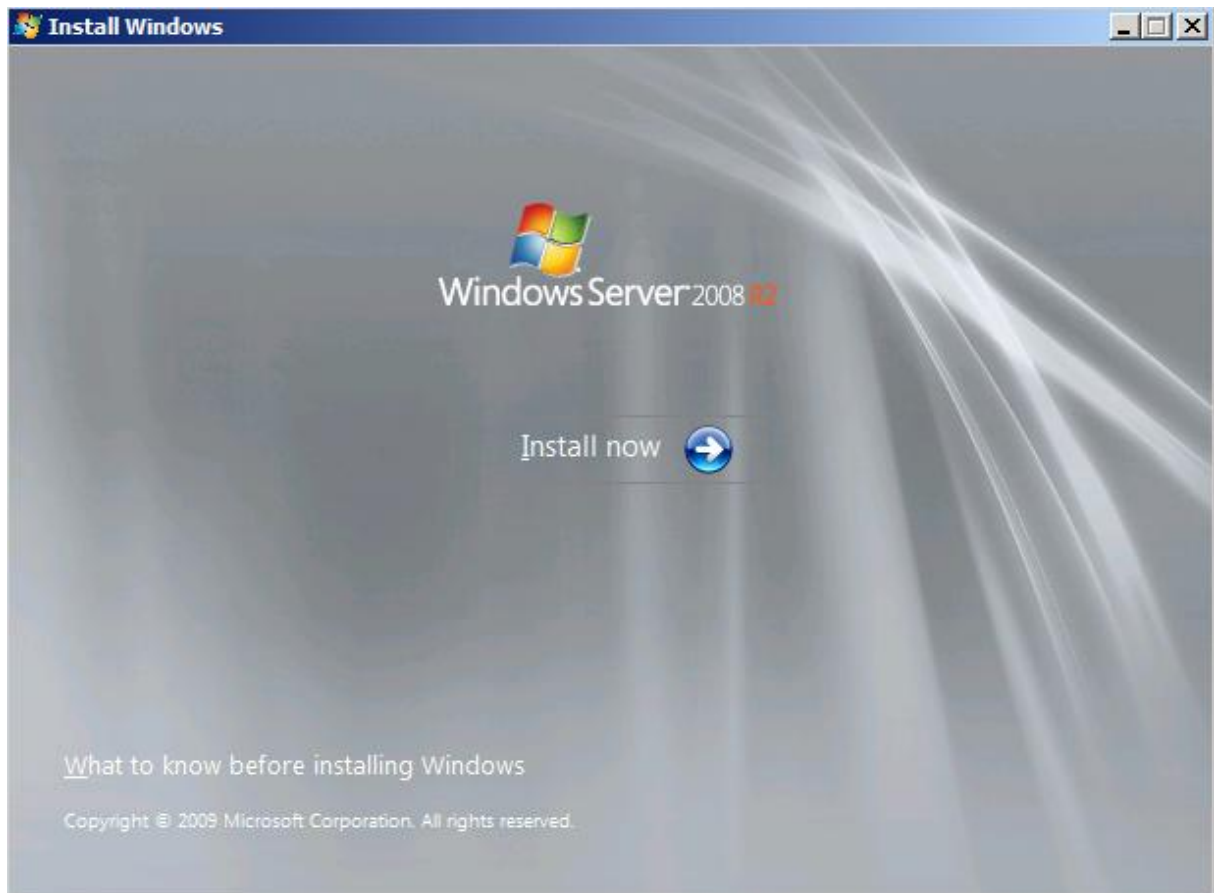 Install Windows
Windows Server 2008 R2
Install now
What to know before installing Windows
Copyright © 2009 Microsoft Corporation. All rights reserved.